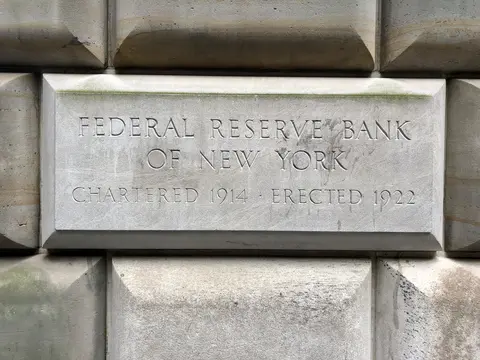 FEDERAL RESERVE BANK
OF NEW YORK
CHARTERED 1914 · ERECTED 1922